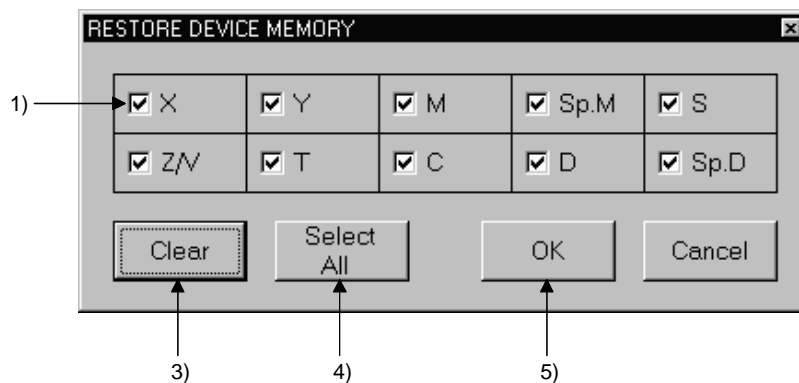 RESTORE DEVICE MEMORY
1) X Y M Sp.M S
Z/V T C D Sp.D
Clear Select All OK Cancel
3) 4) 5)